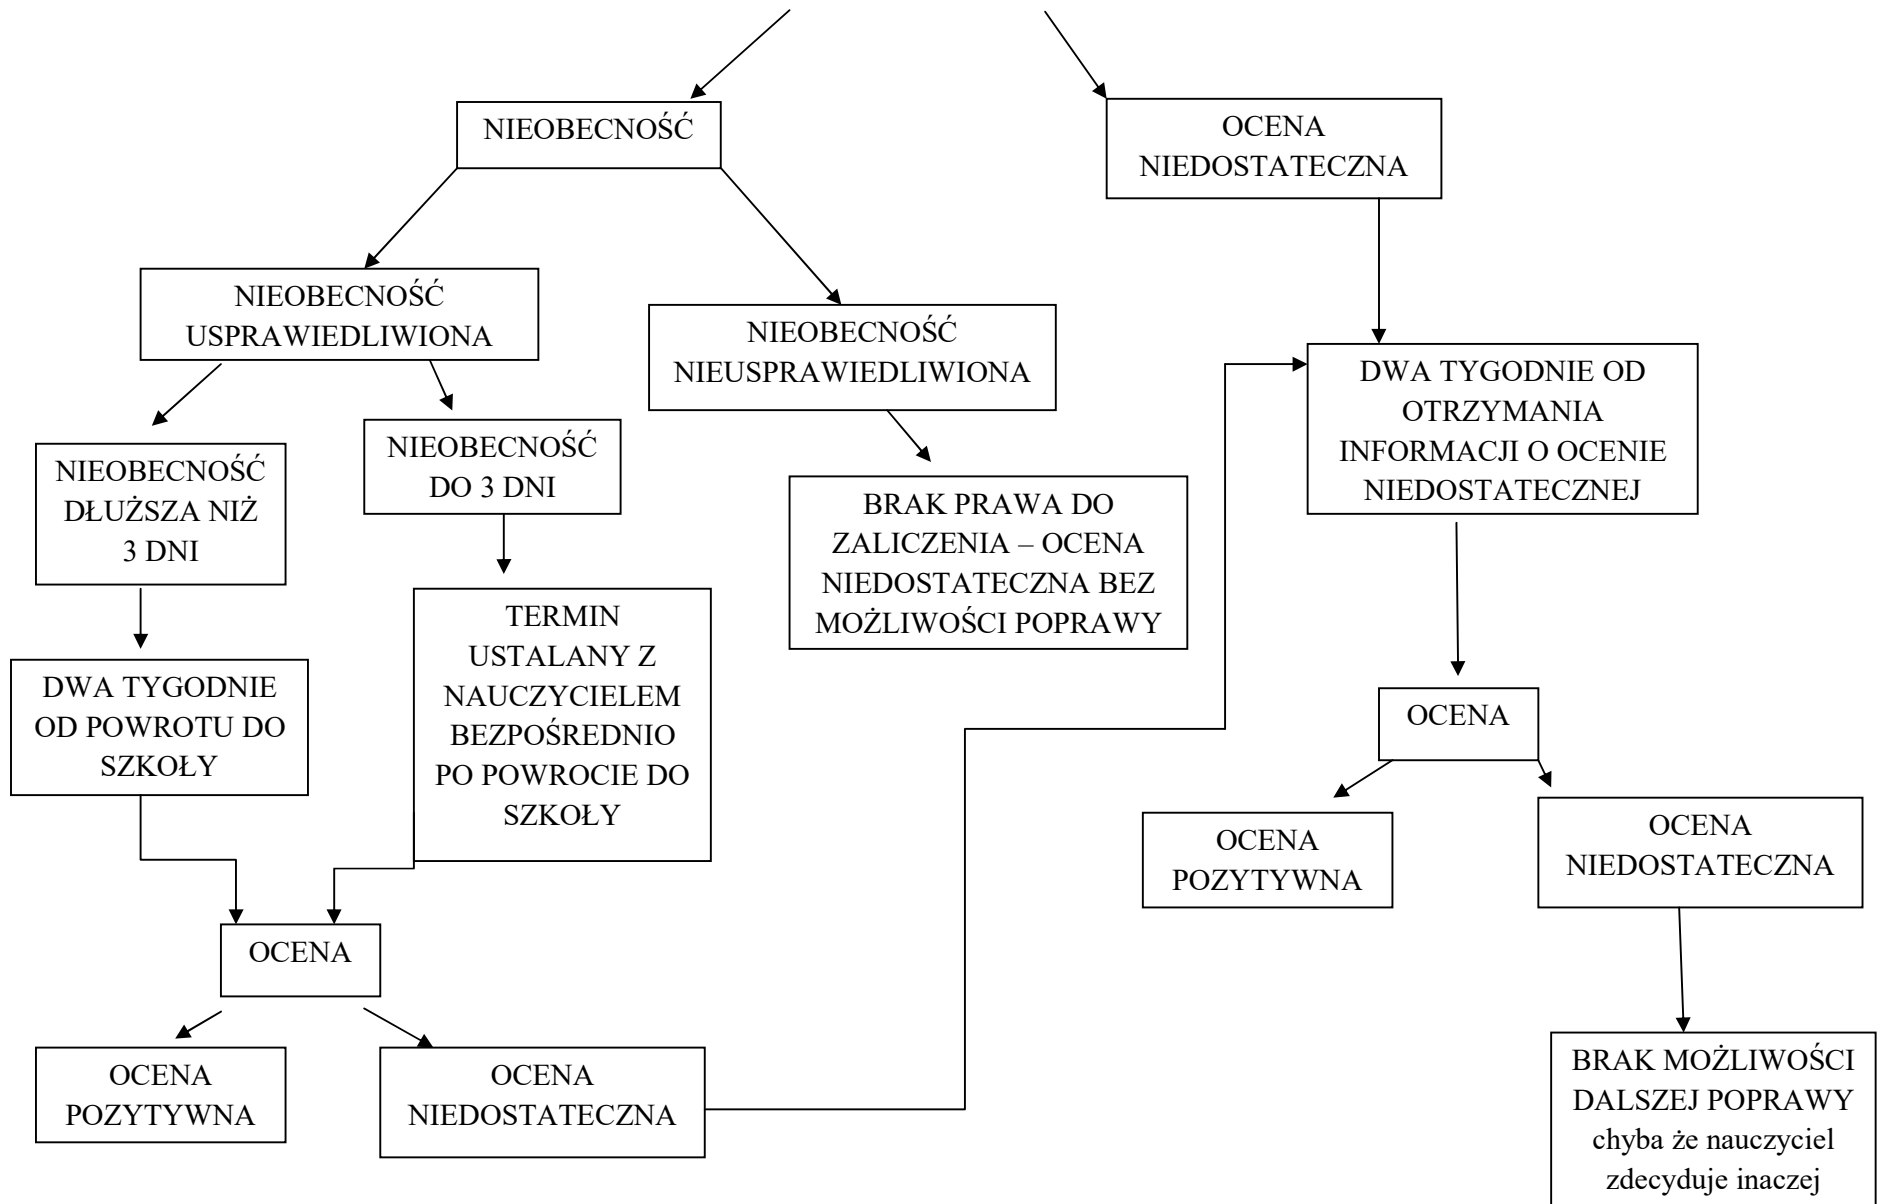 NIEOBECNOŚĆ
OCENA
NIEDOSTATECZNA
NIEOBECNOŚĆ
USPRAWIEDLIWIONA
NIEOBECNOŚĆ
NIEUSPRAWIEDLIWIONA
DWA TYGODNIE OD
OTRZYMANIA
INFORMACJI O OCENIE
NIEDOSTATECZNEJ
NIEOBECNOŚĆ
DŁUŻSZA NIŻ
3 DNI
NIEOBECNOŚĆ
DO 3 DNI
BRAK PRAWA DO
ZALICZENIA – OCENA
NIEDOSTATECZNA BEZ
MOŻLIWOŚCI POPRAWY
DWA TYGODNIE
OD POWROTU DO
SZKOŁY
TERMIN
USTALANY Z
NAUCZYCIELEM
BEZPOŚREDNIO
PO POWROCIE DO
SZKOŁY
OCENA
OCENA
POZYTYWNA
OCENA
NIEDOSTATECZNA
OCENA
OCENA
POZYTYWNA
OCENA
NIEDOSTATECZNA
BRAK MOŻLIWOŚCI
DALSZEJ POPRAWY
chyba że nauczyciel
zdecyduje inaczej